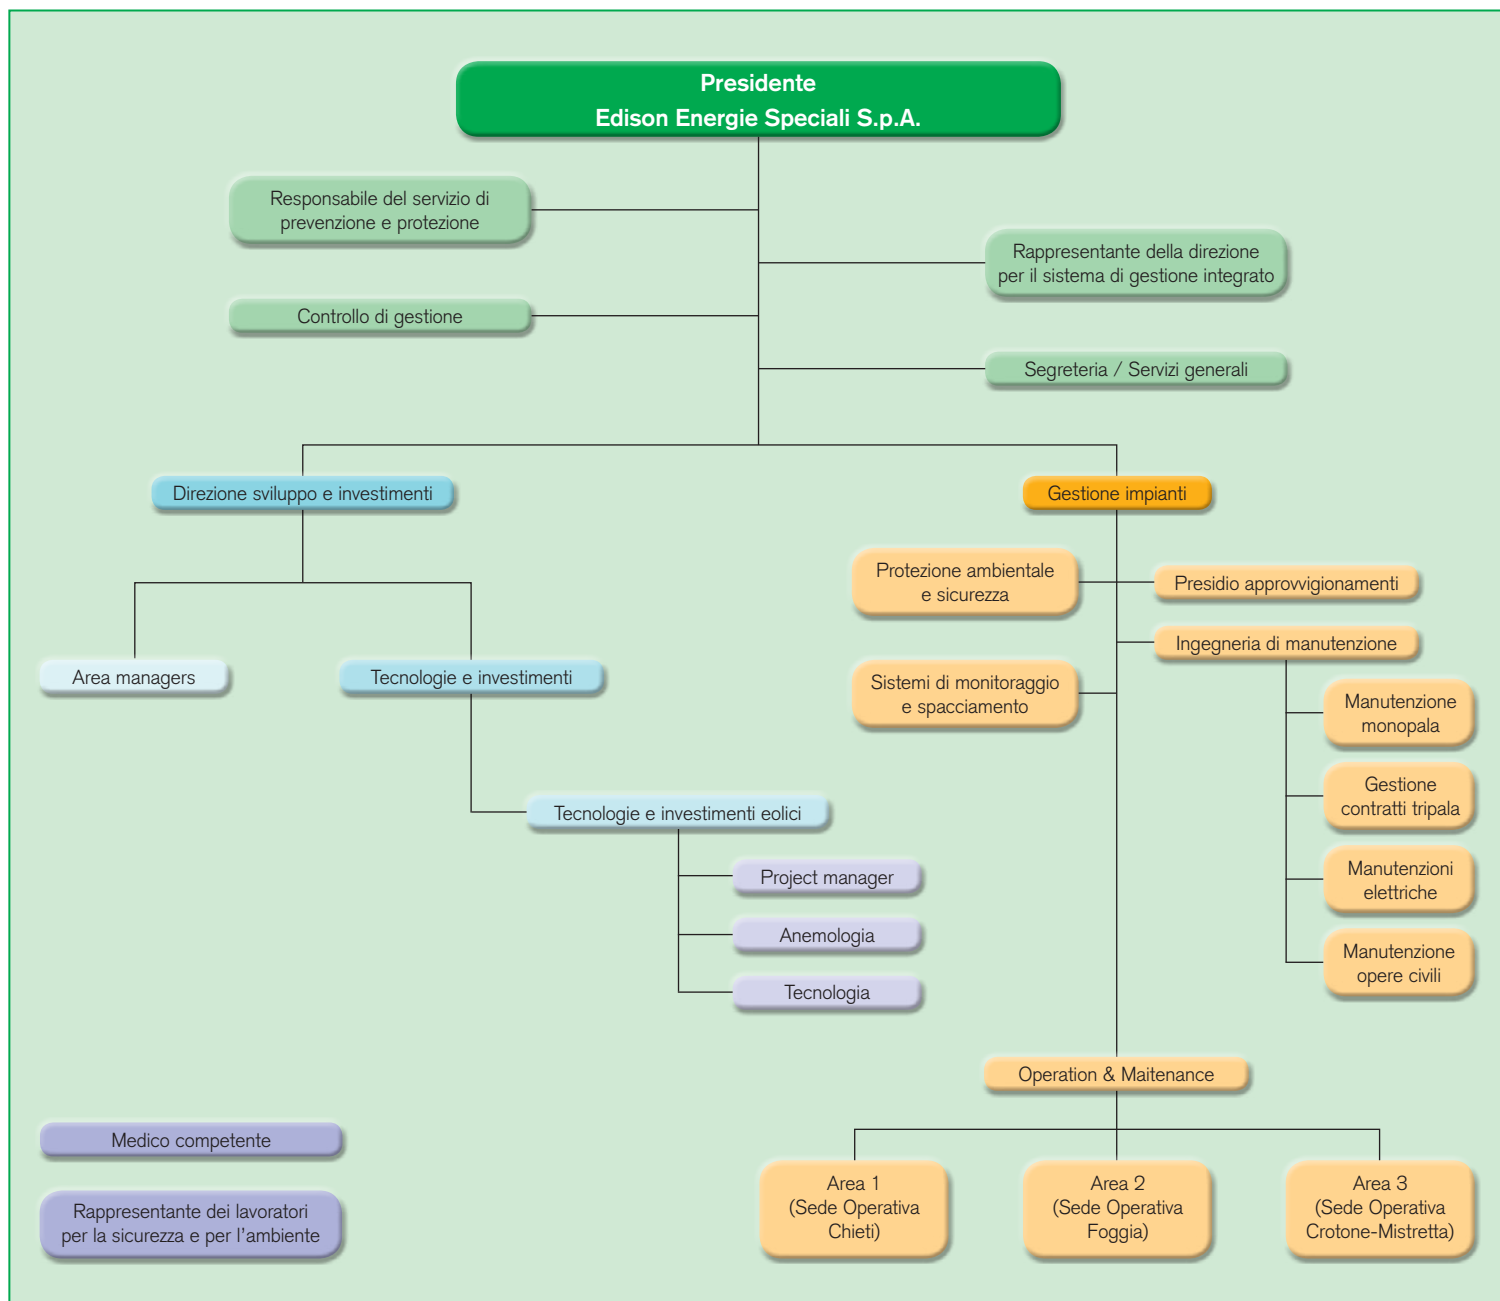 Presidente
Edison Energie Speciali S.p.A.
Responsabile del servizio di
prevenzione e protezione
Rappresentante della direzione
per il sistema di gestione integrato
Controllo di gestione
Segreteria / Servizi generali
Direzione sviluppo e investimenti
Gestione impianti
Protezione ambientale
e sicurezza
Presidio approvvigionamenti
Ingegneria di manutenzione
Area managers
Tecnologie e investimenti
Sistemi di monitoraggio
e spacciamento
Manutenzione
monopala
Gestione
contratti tripala
Tecnologie e investimenti eolici
Manutenzioni
elettriche
Project manager
Anemologia
Manutenzione
opere civili
Tecnologia
Operation & Maitenance
Medico competente
Rappresentante dei lavoratori
per la sicurezza e per l'ambiente
Area 1
(Sede Operativa
Chieti)
Area 2
(Sede Operativa
Foggia)
Area 3
(Sede Operativa
Crotone-Mistretta)